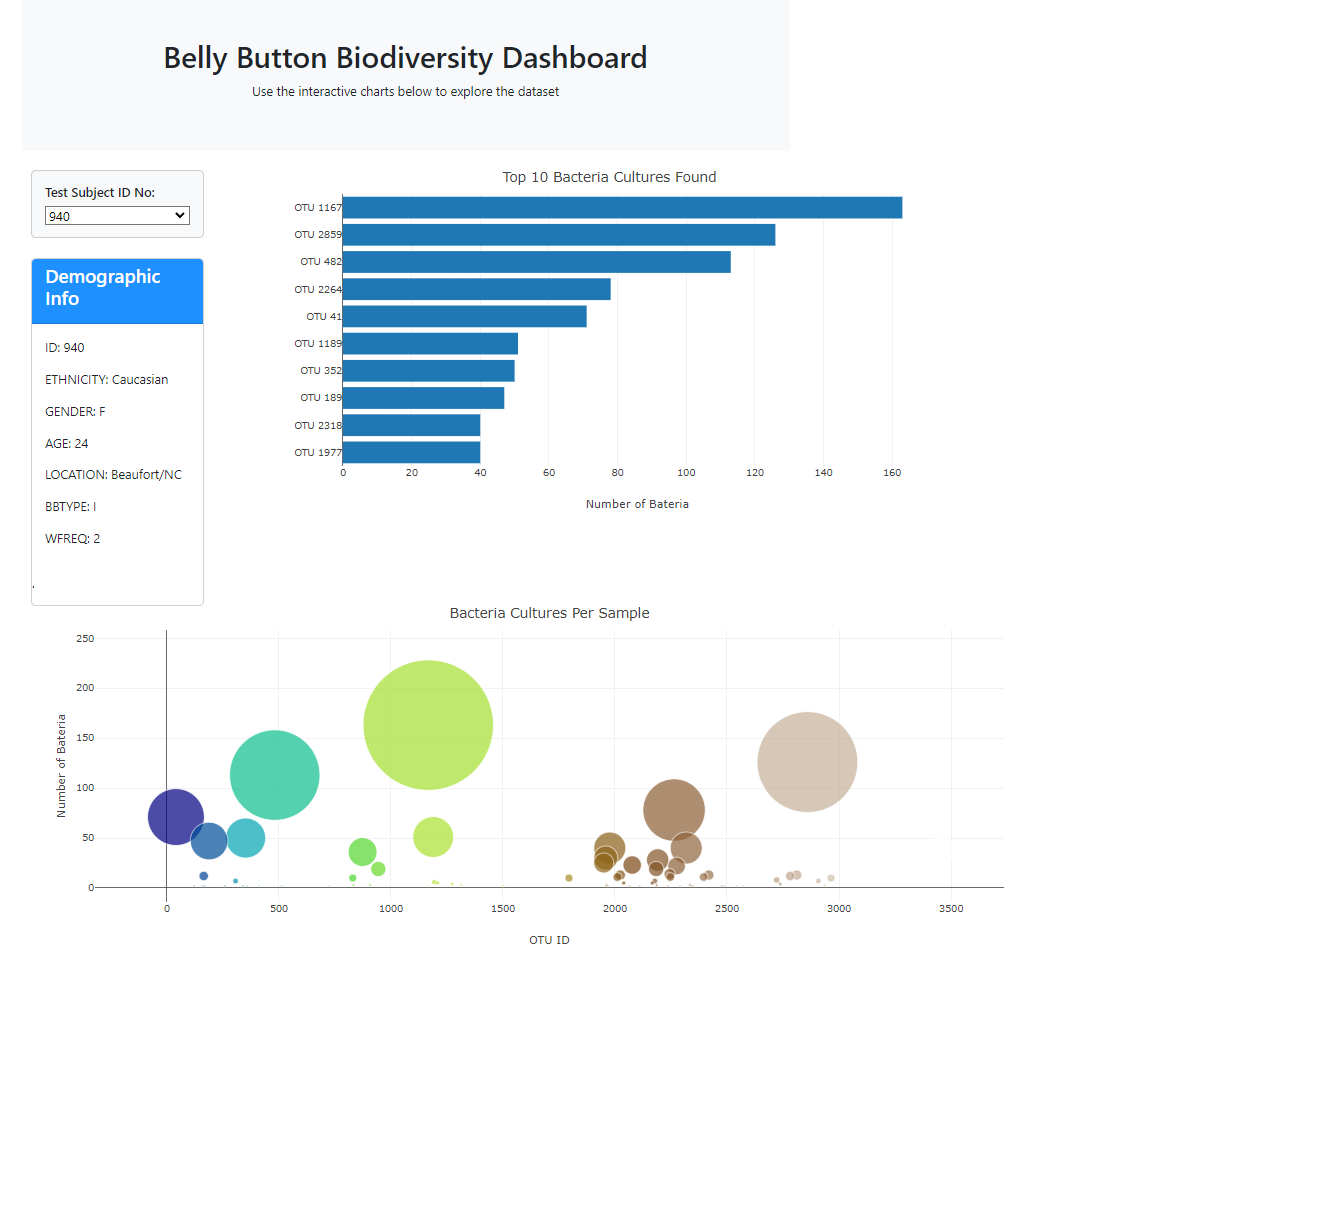 Belly Button Biodiversity Dashboard
Use the interactive charts below to explore the dataset
Test Subject ID No:
940
Demographic
Info
ID: 940
ETHNICITY: Caucasian
GENDER: F
AGE: 24
LOCATION: Beaufort/NC
BBTYPE: I
WFREQ: 2
.
Top 10 Bacteria Cultures Found
OTU 1167
OTU 2859
OTU 482
OTU 2264
OTU 41
OTU 1189
OTU 352
OTU 189
OTU 2318
OTU 1977
0 20 40 60 80 100 120 140 160
Number of Bateria
Bacteria Cultures Per Sample
250
200
150
100
50
0
Number of Bateria
0 500 1000 1500 2000 2500 3000 3500
OTU ID